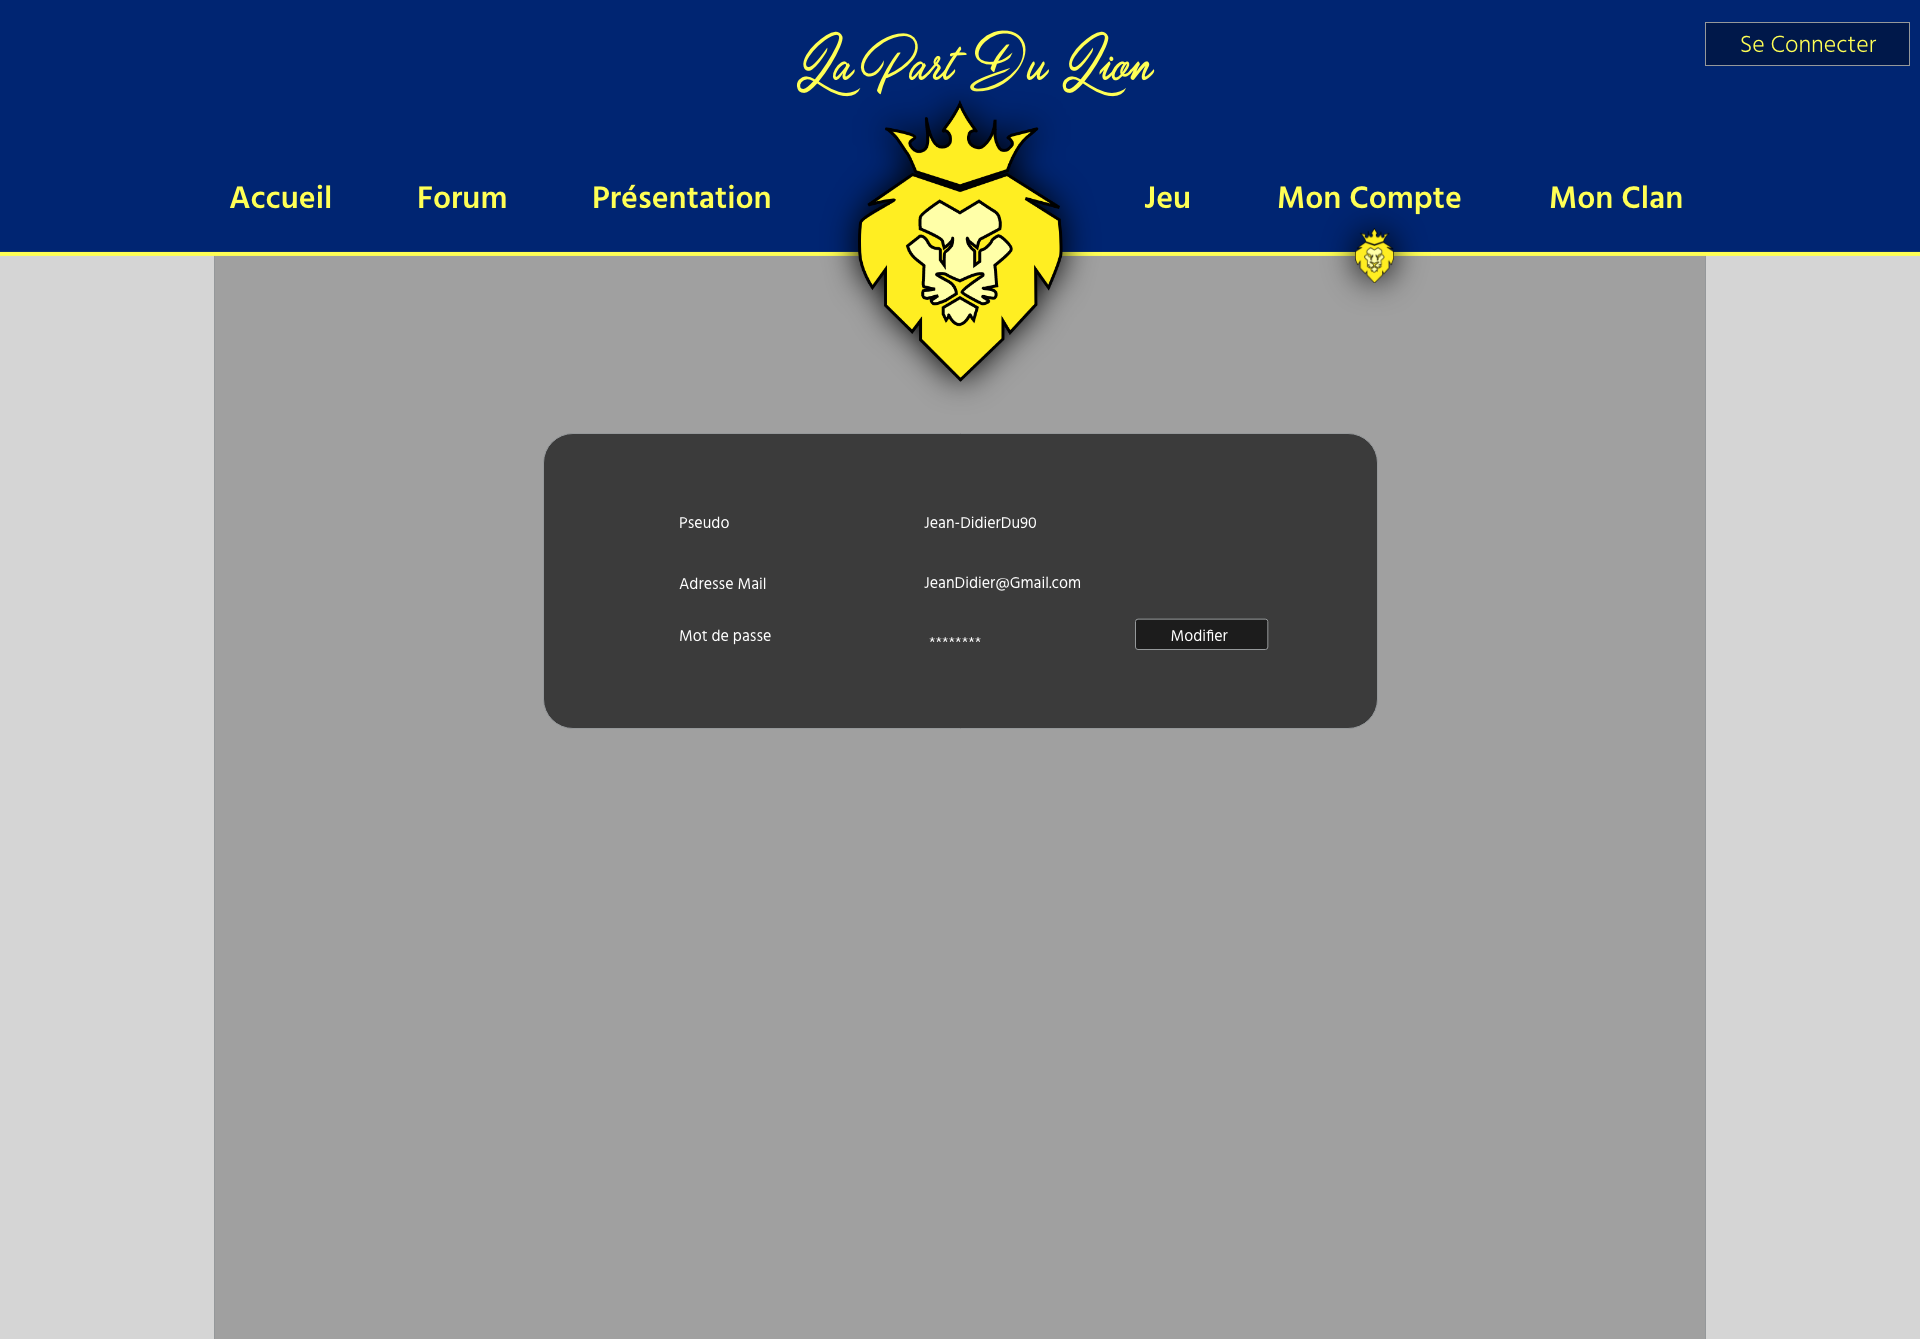 La Part Du Lion
Se Connecter
Accueil
Forum
Présentation
Jeu
Mon Compte
Mon Clan
Pseudo
Jean-DidierDu90
Adresse Mail
JeanDidier@Gmail.com
Mot de passe
********
Modifier